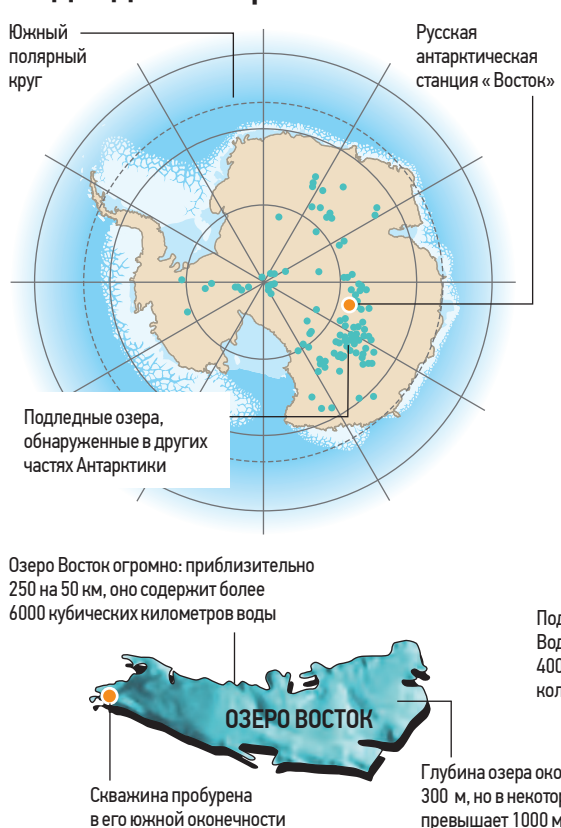 Южный
полярный
круг
Русская
антарктическая
станция « Восток»
Подледные озера,
обнаруженные в других
частях Антарктики
Озеро Восток огромно: приблизительно
250 на 50 км, оно содержит более
6000 кубических километров воды
ОЗЕРО ВОСТОК
Скважина пробурена
в его южной оконечности
Глубина озера
300 м, но в
превышает 1000 м